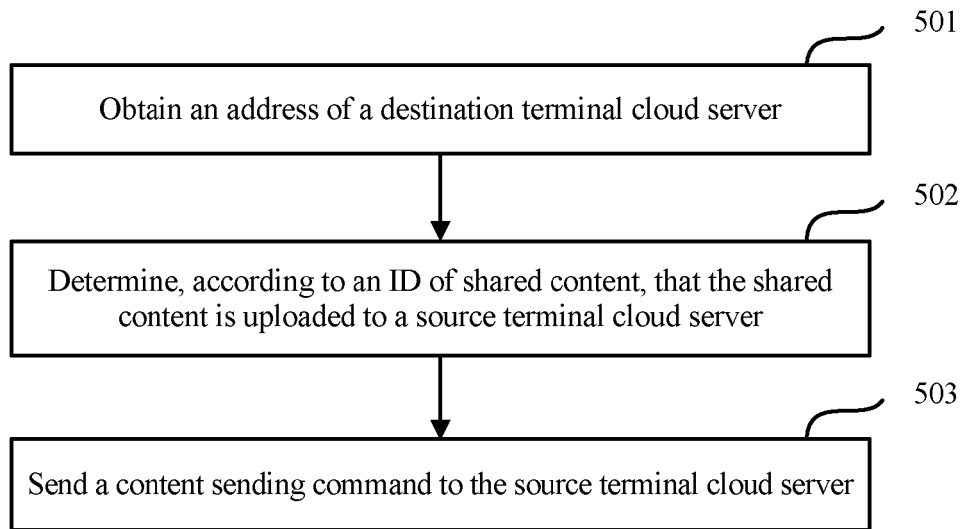 501
Obtain an address of a destination terminal cloud server
502
Determine, according to an ID of shared content, that the shared
content is uploaded to a source terminal cloud server
503
Send a content sending command to the source terminal cloud server